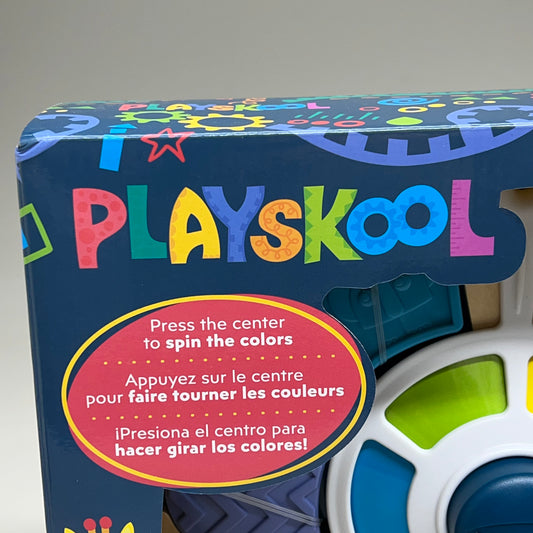 PLAYSKOOL
PLAYSKOOL
Press the center
to spin the colors
Appuyez sur le centre
pour faire tourner les couleurs
¡Presiona el centro para
hacer girar los colores!